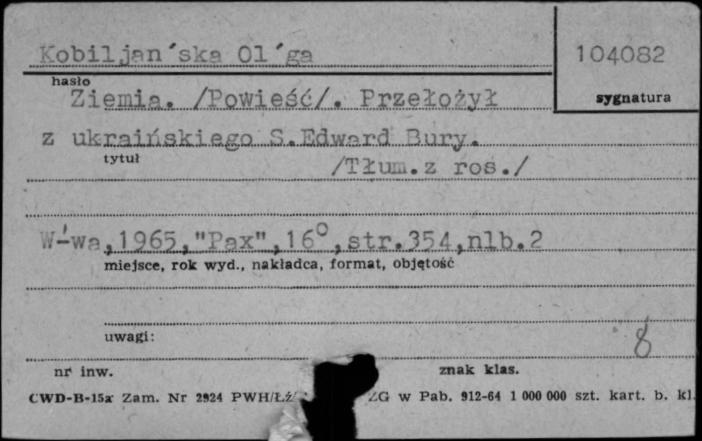 Kobiljan´ska Ol´ga
104082
hasło
sygnatura
Ziemia. /Powieść/. Przełożył
z ukraińskiego S.Edward Bury.
tytuł
/Tłum.z ros./
W-wa,1965,"Pax",16°,str.354,nlb.2
miejsce, rok wyd., nakładca, format, objętość
uwagi:
8
nr inw.
znak klas.
CWD-B-15a Zam. Nr 2924 PWH/Łź ZG w Pab. 912-64 1 000 000 szt. kart. b. kl.